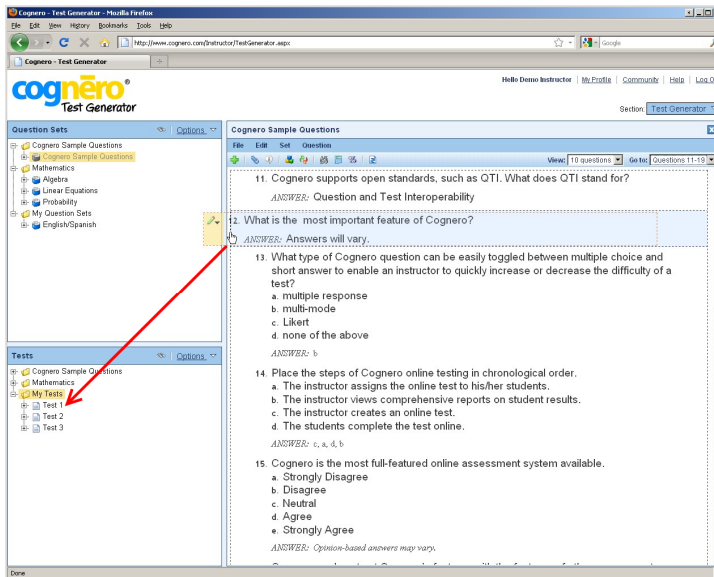 Cognero - Test Generator - Mozilla Firefox
File Edit View History Bookmarks Tools Help
http://www.cognero.com/Instructor/TestGenerator.aspx
Google
Cognero - Test Generator
cognēro®
Test Generator
Hello Demo Instructor | My Profile | Community | Help | Log O
Section: Test Generator
Question Sets
Options
Cognero Sample Questions
Cognero Sample Questions
Mathematics
Algebra
Linear Equations
Probability
My Question Sets
English/Spanish
Tests
Options
Cognero Sample Questions
Mathematics
My Tests
Test 1
Test 2
Test 3
Cognero Sample Questions
File Edit Set Question
View: 10 questions Go to: Questions 11-19
11. Cognero supports open standards, such as QTI. What does QTI stand for?
ANSWER: Question and Test Interoperability
12. What is the most important feature of Cognero?
ANSWER: Answers will vary.
13. What type of Cognero question can be easily toggled between multiple choice and
short answer to enable an instructor to quickly increase or decrease the difficulty of a
test?
a. multiple response
b. multi-mode
c. Likert
d. none of the above
ANSWER: b
14. Place the steps of Cognero online testing in chronological order.
a. The instructor assigns the online test to his/her students.
b. The instructor views comprehensive reports on student results.
c. The instructor creates an online test.
d. The students complete the test online.
ANSWER: c, a, d, b
15. Cognero is the most full-featured online assessment system available.
a. Strongly Disagree
b. Disagree
c. Neutral
d. Agree
e. Strongly Agree
ANSWER: Opinion-based answers may vary.
Done